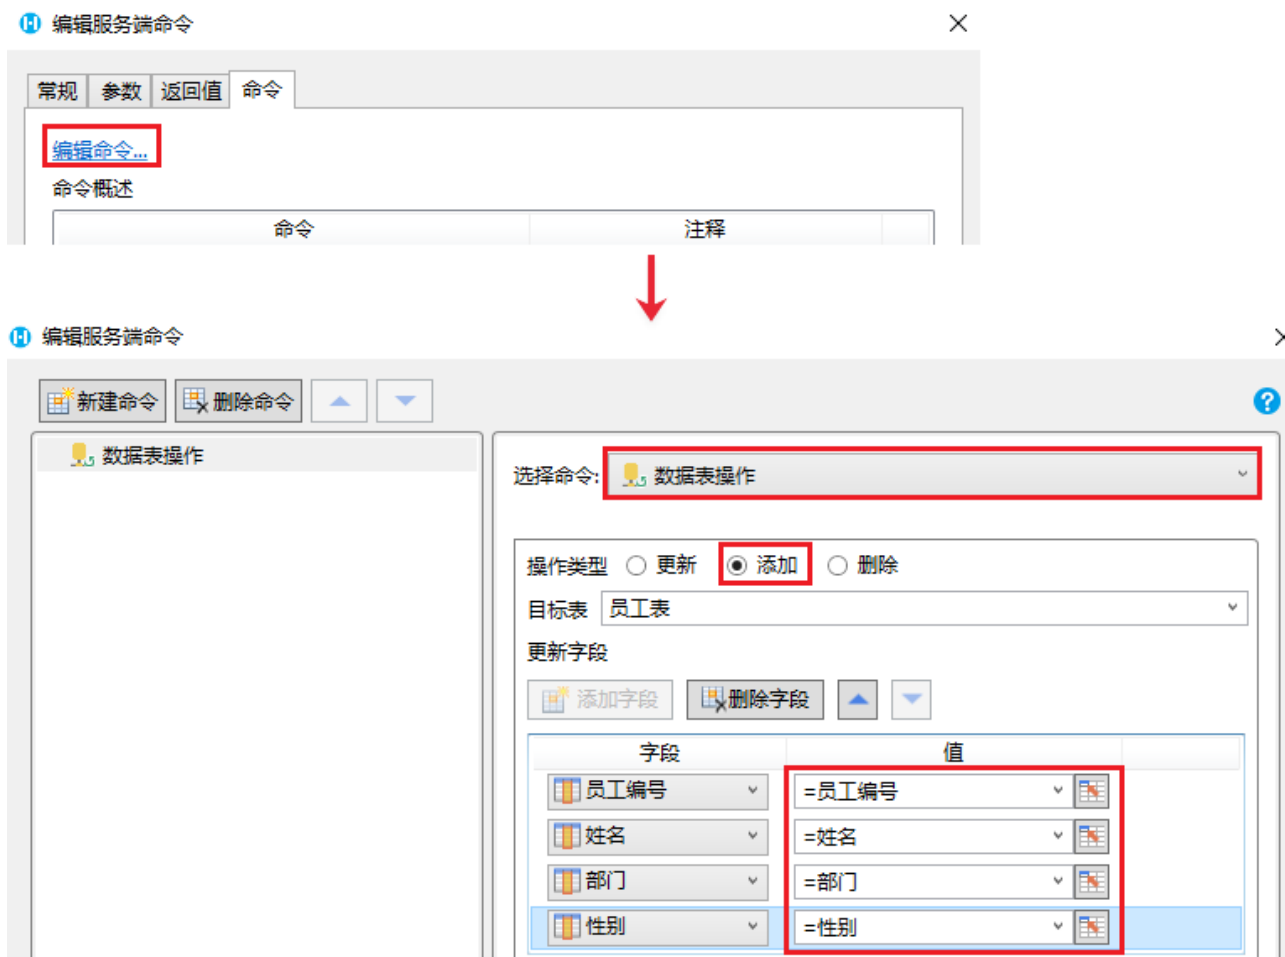 编辑服务端命令
常规 参数 返回值 命令
编辑命令...
命令概述
命令 注释
编辑服务端命令
新建命令 删除命令
数据表操作
选择命令: 数据表操作
操作类型 更新 添加 删除
目标表 员工表
更新字段
添加字段 删除字段
字段 值
员工编号 =员工编号
姓名 =姓名
部门 =部门
性别 =性别